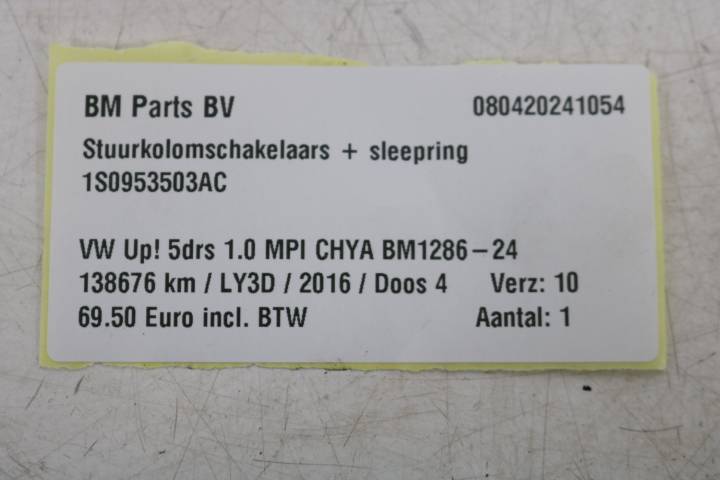 BM Parts BV 080420241054
Stuurkolomschakelaars + sleepring
1S0953503AC
VW Up! 5drs 1.0 MPI CHYA BM1286-24
138676 km / LY3D / 2016 / Doos 4 Verz: 10
69.50 Euro incl. BTW Aantal: 1